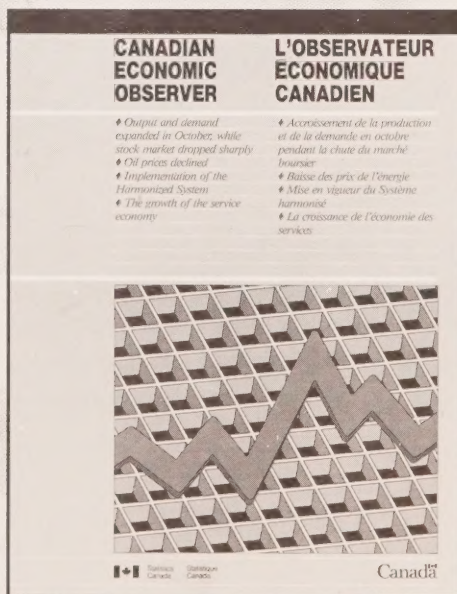 CANADIAN
ECONOMIC
OBSERVER
♦ Output and demand
expanded in October, while
stock market dropped sharply
♦ Oil prices declined
♦ Implementation of the
Harmonized System
♦ The growth of the service
economy
L'OBSERVATEUR
ÉCONOMIQUE
CANADIEN
♦ Accroissement de la production
et de la demande en octobre
pendant la chute du marché
boursier
♦ Baisse des prix de l'énergie
♦ Mise en vigueur du Système
harmonisé
♦ La croissance de l'économie des
services
Statistics
Canada
Statistique
Canada
Canada